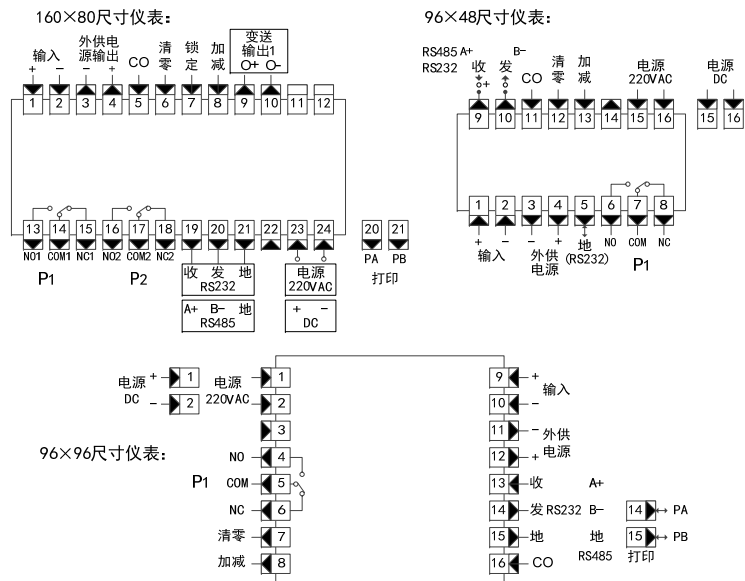 160×80尺寸仪表：
输入
+ −
外供电
源输出
− +
CO
清零
锁定
加减
变送
输出1
O+ O−
1 2 3 4 5 6 7 8 9 10 11 12
13 14 15 16 17 18 19 20 21 22 23 24
NO1 COM1 NC1 NO2 COM2 NC2
P1 P2
收 发 地
RS232
A+ B− 地
RS485
电源
220VAC
+ −
DC
20 21
PA PB
打印
96×48尺寸仪表：
RS485 A+ B−
RS232 收 发
+
CO
清零
加减
电源
220VAC
电源
DC
9 10 11 12 13 14 15 16
15 16
1 2 3 4 5 6 7 8
+ −
输入
− +
外供
电源
地
(RS232)
NO COM NC
P1
96×96尺寸仪表：
电源
DC
+ 1
− 2
电源
220VAC
1
2
3
NO 4
P1 COM 5
NC 6
清零 7
加减 8
9 +
10 −
输入
11 −
12 +
外供
电源
13 收 A+
14 发 RS232 B−
15 地 地
RS485
16 CO
14 PA
15 PB
打印